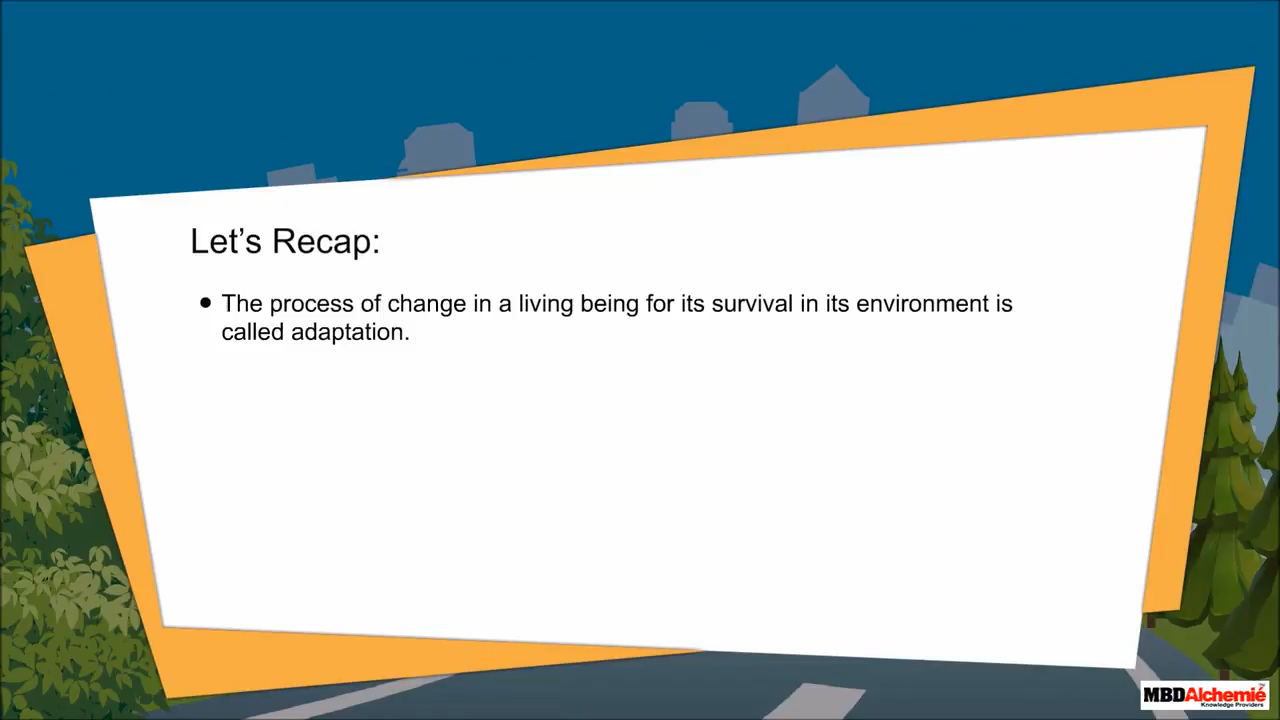 Let’s Recap:
● The process of change in a living being for its survival in its environment is
called adaptation.
MBDAlchemie
Knowledge Providers